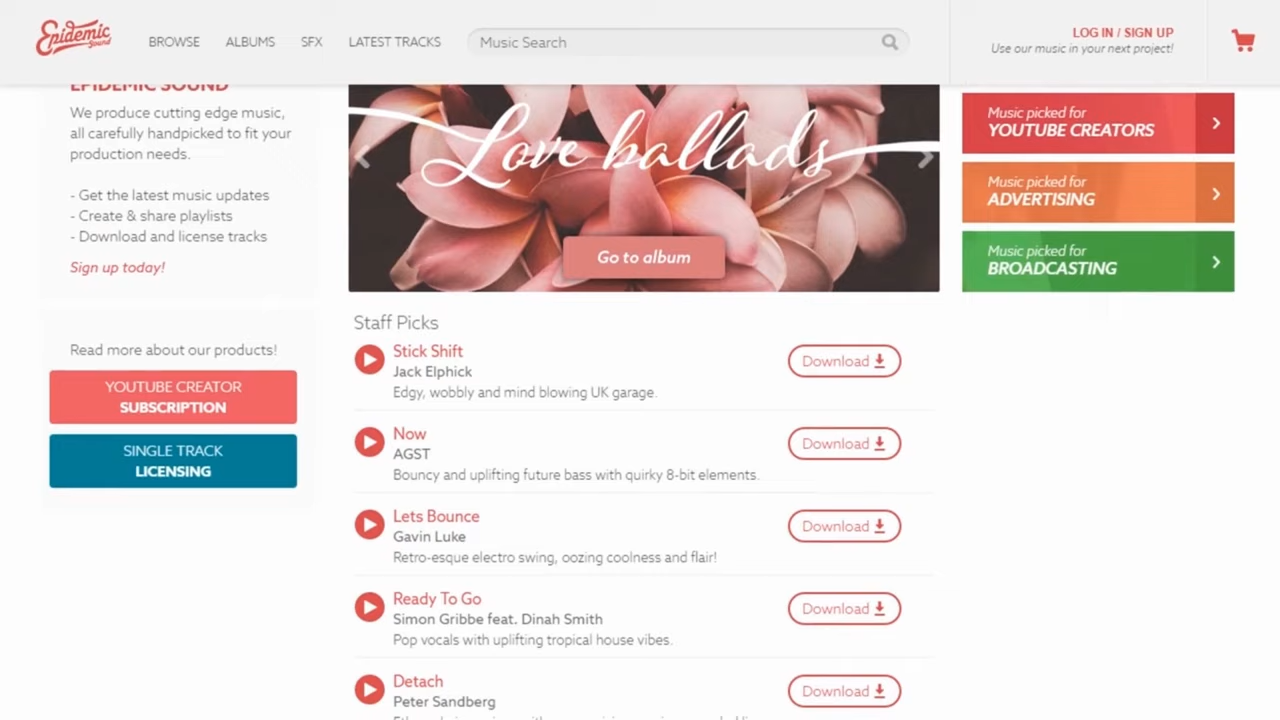 Epidemic
Sound
BROWSE
ALBUMS
SFX
LATEST TRACKS
Music Search
LOG IN / SIGN UP
Use our music in your next project!
EPIDEMIC SOUND
We produce cutting edge music,
all carefully handpicked to fit your
production needs.
- Get the latest music updates
- Create & share playlists
- Download and license tracks
Sign up today!
Read more about our products!
YOUTUBE CREATOR
SUBSCRIPTION
SINGLE TRACK
LICENSING
Love ballads
Go to album
Staff Picks
Stick Shift
Jack Elphick
Edgy, wobbly and mind blowing UK garage.
Download
Now
AGST
Bouncy and uplifting future bass with quirky 8-bit elements.
Download
Lets Bounce
Gavin Luke
Retro-esque electro swing, oozing coolness and flair!
Download
Ready To Go
Simon Gribbe feat. Dinah Smith
Pop vocals with uplifting tropical house vibes.
Download
Detach
Peter Sandberg
Download
Music picked for
YOUTUBE CREATORS
Music picked for
ADVERTISING
Music picked for
BROADCASTING